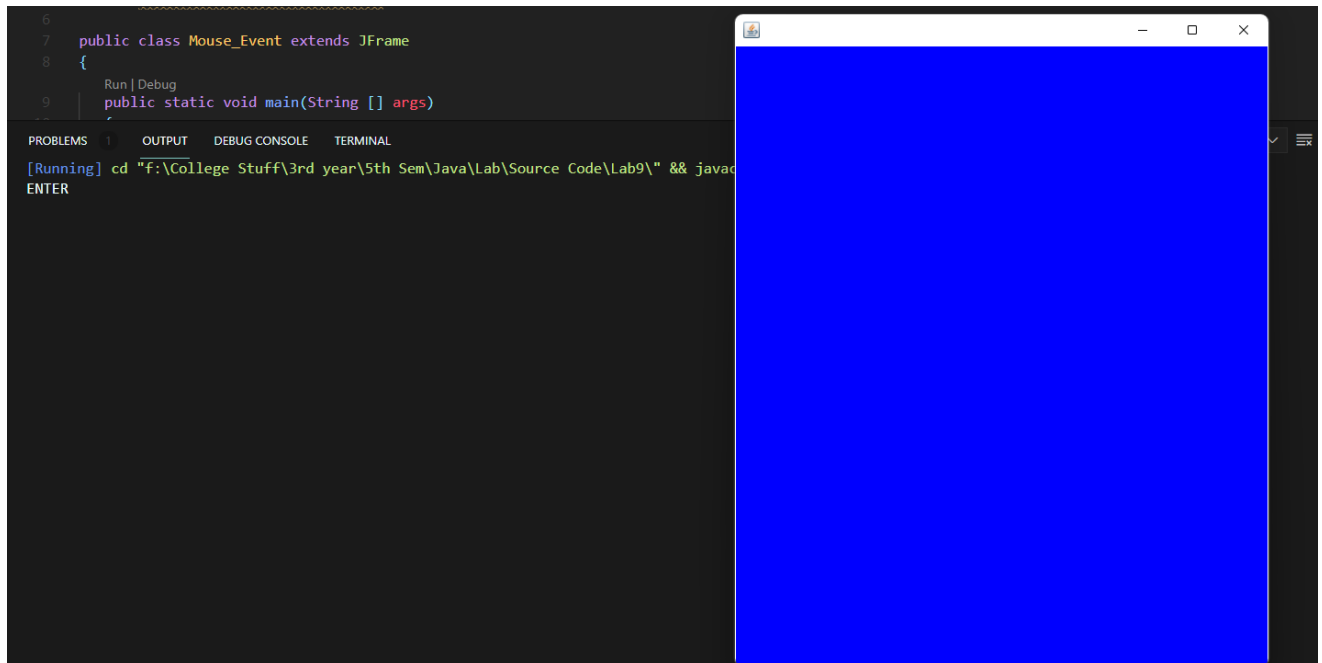 6
7 public class Mouse_Event extends JFrame
8 {
Run | Debug
9 public static void main(String [] args)
{
PROBLEMS 1 OUTPUT DEBUG CONSOLE TERMINAL
[Running] cd "f:\College Stuff\3rd year\5th Sem\Java\Lab\Source Code\Lab9\" && javac
ENTER